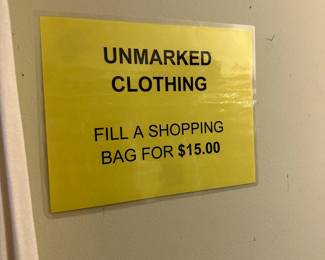 UNMARKED
CLOTHING
FILL A SHOPPING
BAG FOR $15.00